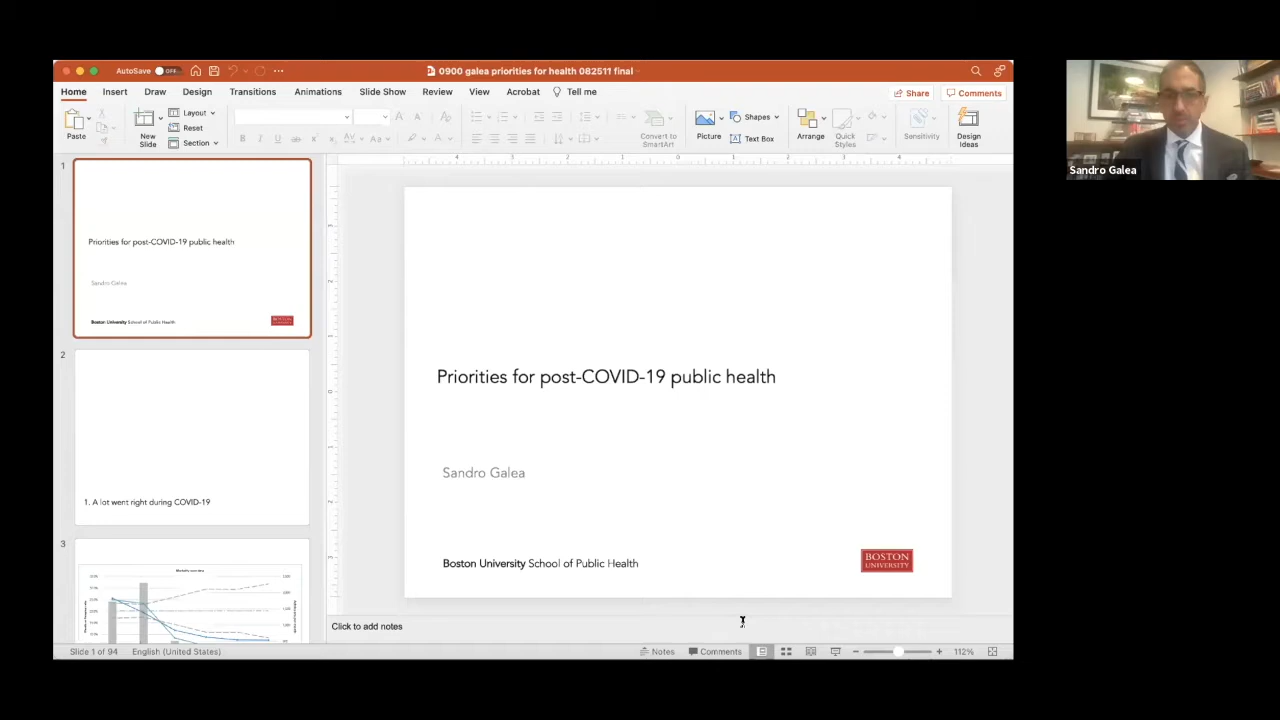 AutoSave OFF
0900 galea priorities for health 082511 final
Home Insert Draw Design Transitions Animations Slide Show Review View Acrobat Tell me
Share Comments
Paste
New Slide
Layout
Reset
Section
Convert to SmartArt
Picture
Shapes
Text Box
Arrange
Quick Styles
Sensitivity
Design Ideas
1
Priorities for post-COVID-19 public health
Sandro Galea
Boston University School of Public Health
BOSTON UNIVERSITY
2
1. A lot went right during COVID-19
3
Priorities for post-COVID-19 public health
Sandro Galea
Boston University School of Public Health
BOSTON
UNIVERSITY
Click to add notes
Slide 1 of 94 English (United States)
Notes Comments 112%
Sandro Galea